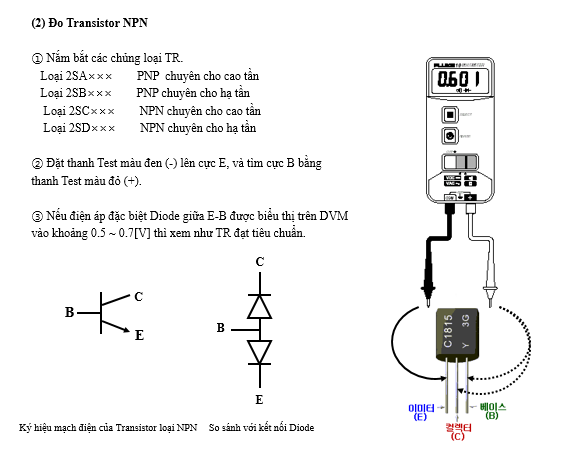 (2) Đo Transistor NPN
① Nắm bắt các chủng loại TR.
Loại 2SA××× PNP chuyên cho cao tần
Loại 2SB××× PNP chuyên cho hạ tần
Loại 2SC××× NPN chuyên cho cao tần
Loại 2SD××× NPN chuyên cho hạ tần
② Đặt thanh Test màu đen (-) lên cực E, và tìm cực B bằng
thanh Test màu đỏ (+).
③ Nếu điện áp đặc biệt Diode giữa E-B được biểu thị trên DVM
vào khoảng 0.5 ~ 0.7[V] thì xem như TR đạt tiêu chuẩn.
B
C
E
C
B
E
Ký hiệu mạch điện của Transistor loại NPN
So sánh với kết nối Diode
FLUKE
0.601
C1815
Y 3G
이미터
(E)
컬렉터
(C)
베이스
(B)